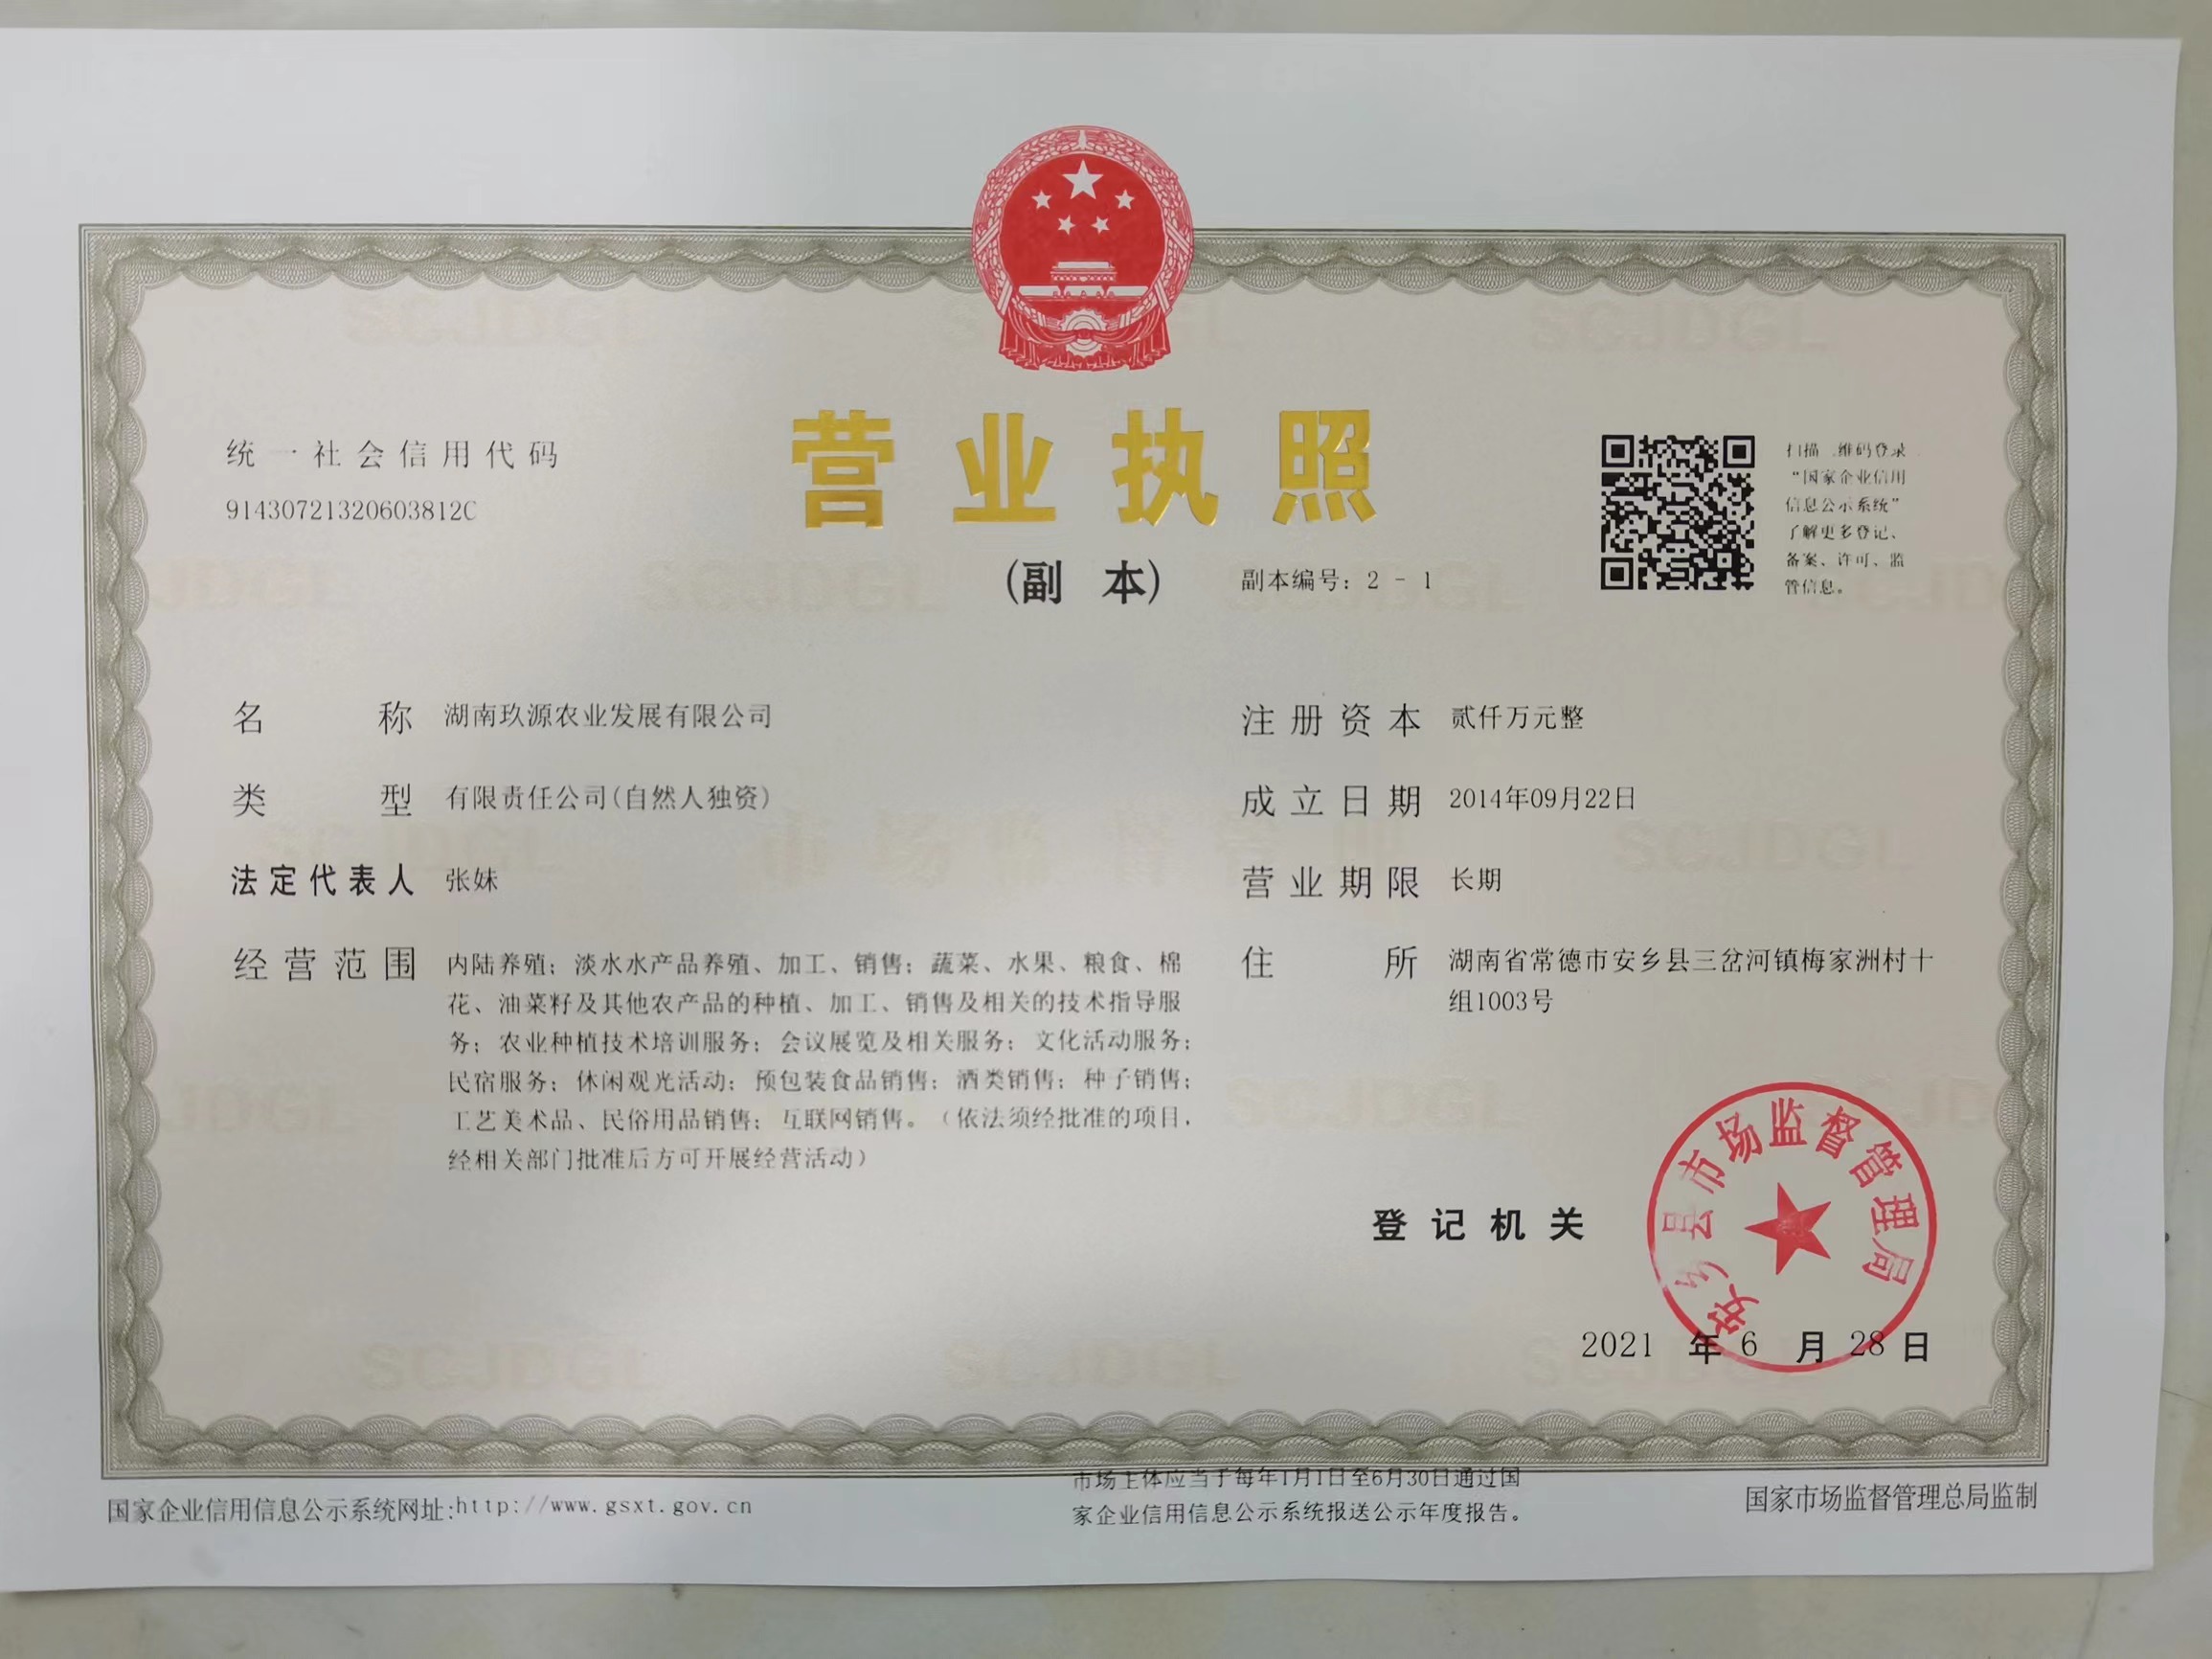 营业执照
(副 本)
副本编号：2 - 1
统一社会信用代码
91430721320603812C
扫描二维码登录
“国家企业信用
信息公示系统”
了解更多登记、
备案、许可、监
管信息。
名 称 湖南玖源农业发展有限公司
类 型 有限责任公司(自然人独资)
法定代表人 张妹
经营范围 内陆养殖；淡水水产品养殖、加工、销售；蔬菜、水果、粮食、棉
花、油菜籽及其他农产品的种植、加工、销售及相关的技术指导服
务；农业种植技术培训服务；会议展览及相关服务；文化活动服务；
民宿服务；休闲观光活动；预包装食品销售；酒类销售；种子销售；
工艺美术品、民俗用品销售；互联网销售。（依法须经批准的项目，
经相关部门批准后方可开展经营活动）
注册资本 贰仟万元整
成立日期 2014年09月22日
营业期限 长期
住 所 湖南省常德市安乡县三岔河镇梅家洲村十
组1003号
登记机关
安乡县市场监督管理局
2021 年 6 月 28 日
国家企业信用信息公示系统网址:http://www.gsxt.gov.cn
市场主体应当于每年1月1日至6月30日通过国
家企业信用信息公示系统报送公示年度报告。
国家市场监督管理总局监制